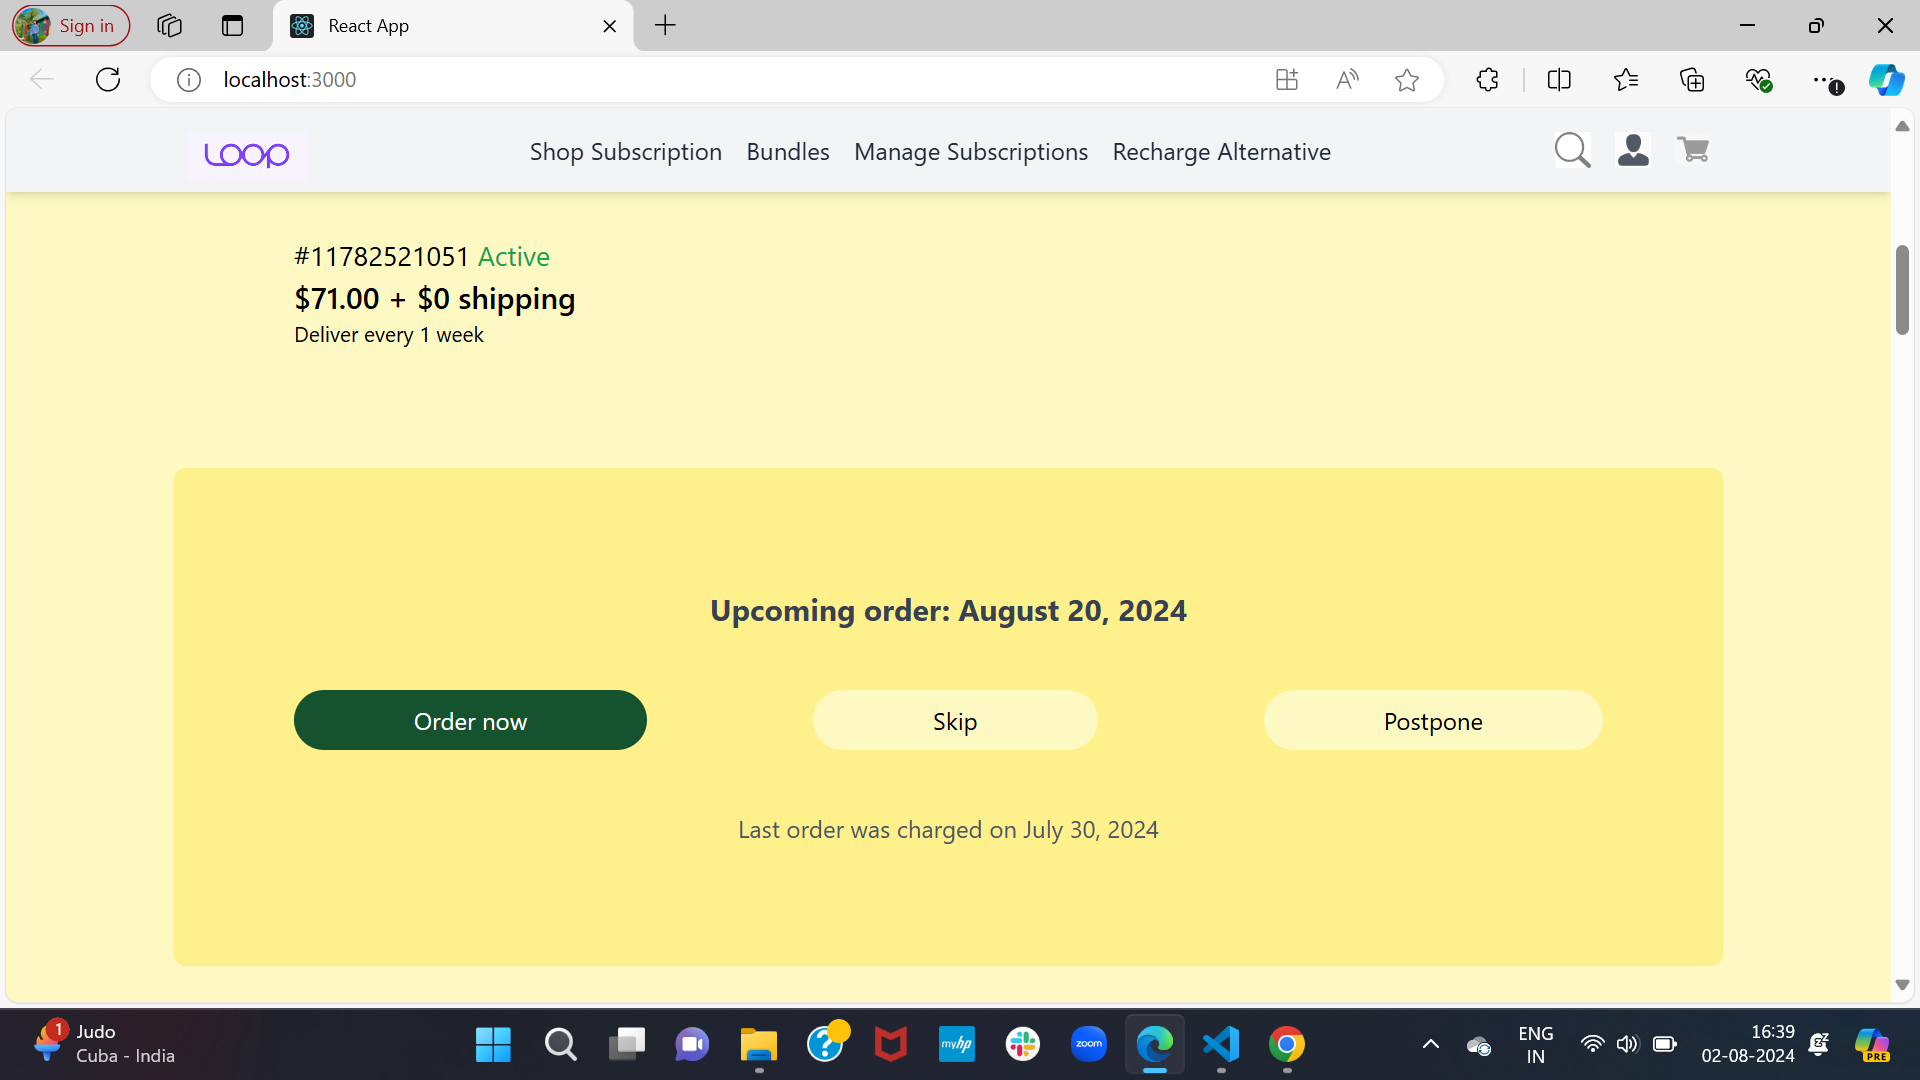 Sign in
React App
localhost:3000
LOOP
Shop Subscription Bundles Manage Subscriptions Recharge Alternative
#11782521051 Active
$71.00 + $0 shipping
Deliver every 1 week
Upcoming order: August 20, 2024
Order now
Skip
Postpone
Last order was charged on July 30, 2024
1
Judo
Cuba - India
myhp
zoom
ENG
IN
16:39
02-08-2024
PRE